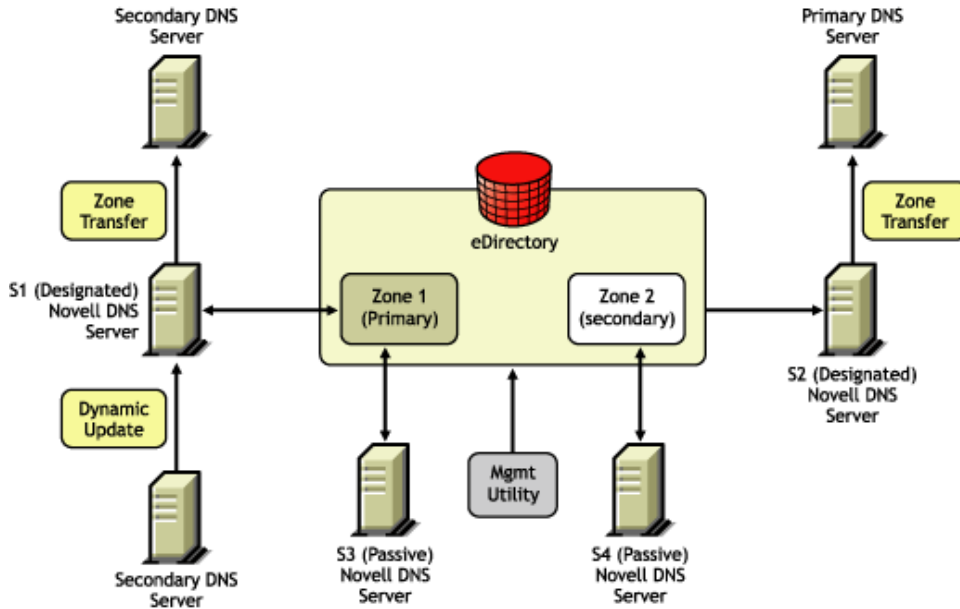 Secondary DNS
Server
Primary DNS
Server
Zone
Transfer
Zone
Transfer
eDirectory
S1 (Designated)
Novell DNS
Server
Zone 1
(Primary)
Zone 2
(secondary)
S2 (Designated)
Novell DNS
Server
Dynamic
Update
Mgmt
Utility
S3 (Passive)
Novell DNS
Server
S4 (Passive)
Novell DNS
Server
Secondary DNS
Server